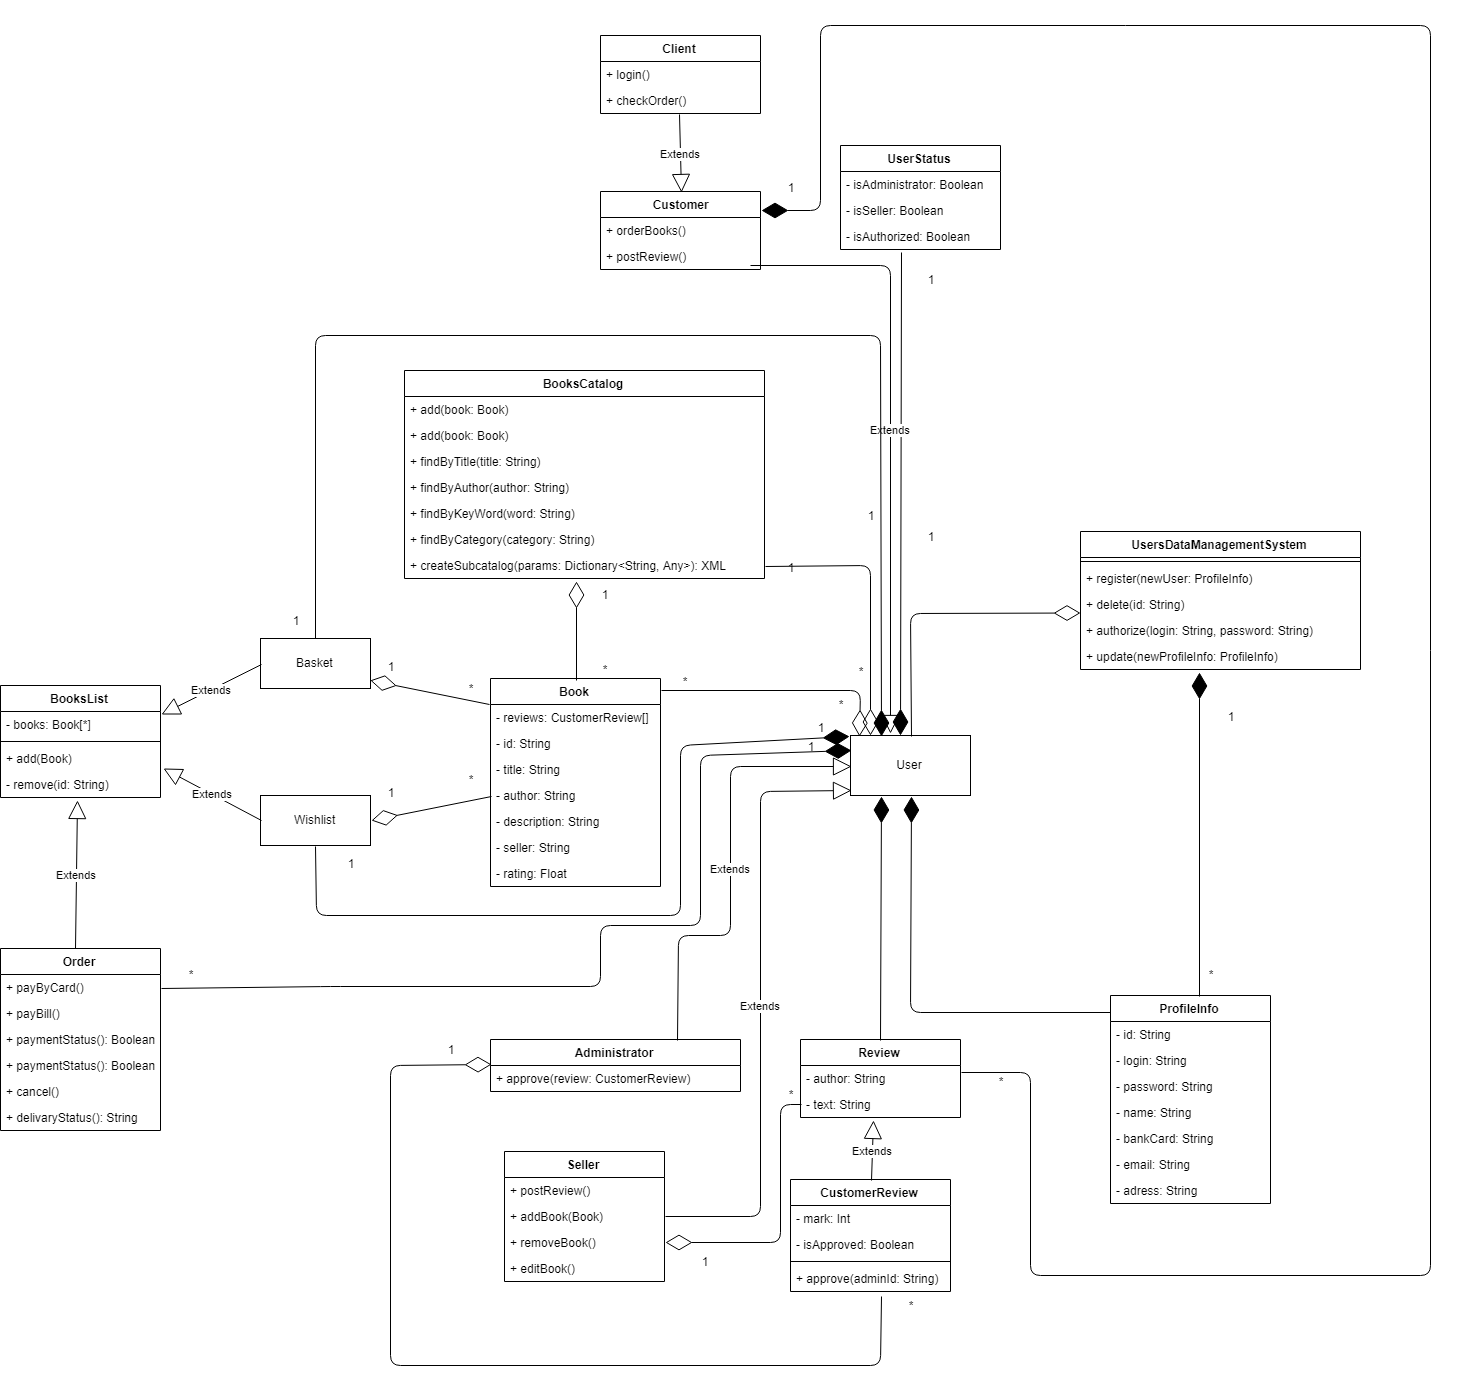 Client
+ login()
+ checkOrder()
Extends
Customer
+ orderBooks()
+ postReview()
1
UserStatus
- isAdministrator: Boolean
- isSeller: Boolean
- isAuthorized: Boolean
1
Extends
1
1
BooksCatalog
+ add(book: Book)
+ add(book: Book)
+ findByTitle(title: String)
+ findByAuthor(author: String)
+ findByKeyWord(word: String)
+ findByCategory(category: String)
+ createSubcatalog(params: Dictionary<String, Any>): XML
1
1
UsersDataManagementSystem
+ register(newUser: ProfileInfo)
+ delete(id: String)
+ authorize(login: String, password: String)
+ update(newProfileInfo: ProfileInfo)
1
1
Basket
1
*
Extends
BooksList
- books: Book[*]
+ add(Book)
- remove(id: String)
Extends
Wishlist
1
*
1
Extends
*
Book
- reviews: CustomerReview[]
- id: String
- title: String
- author: String
- description: String
- seller: String
- rating: Float
*
*
*
1
1
User
Extends
Extends
Order
+ payByCard()
+ payBill()
+ paymentStatus(): Boolean
+ paymentStatus(): Boolean
+ cancel()
+ delivaryStatus(): String
*
1
Administrator
+ approve(review: CustomerReview)
Review
- author: String
- text: String
*
*
Extends
Seller
+ postReview()
+ addBook(Book)
+ removeBook()
+ editBook()
1
CustomerReview
- mark: Int
- isApproved: Boolean
+ approve(adminId: String)
*
*
ProfileInfo
- id: String
- login: String
- password: String
- name: String
- bankCard: String
- email: String
- adress: String